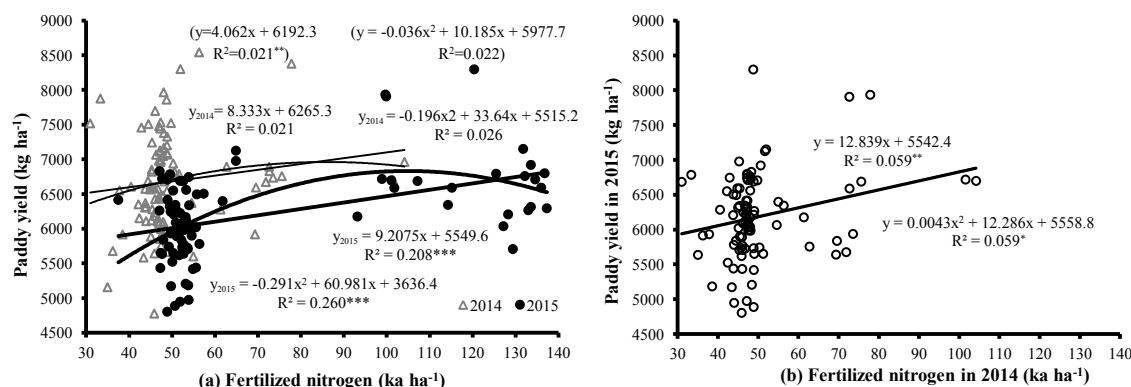 9000
8500
8000
7500
7000
6500
6000
5500
5000
4500
Paddy yield (kg ha-1)
(y=4.062x + 6192.3
R2=0.021**)
(y = -0.036x2 + 10.185x + 5977.7
R2=0.022)
y2014= 8.333x + 6265.3
R2 = 0.021
y2014= -0.196x2 + 33.64x + 5515.2
R2 = 0.026
y2015 = 9.2075x + 5549.6
R2 = 0.208***
y2015= -0.291x2 + 60.981x + 3636.4
R2 = 0.260***
2014
2015
30 40 50 60 70 80 90 100 110 120 130 140
(a) Fertilized nitrogen (ka ha-1)
9000
8500
8000
7500
7000
6500
6000
5500
5000
4500
Paddy yield in 2015 (kg ha-1)
y = 12.839x + 5542.4
R2 = 0.059**
y = 0.0043x2 + 12.286x + 5558.8
R2 = 0.059*
30 40 50 60 70 80 90 100 110 120 130 140
(b) Fertilized nitrogen in 2014 (ka ha-1)